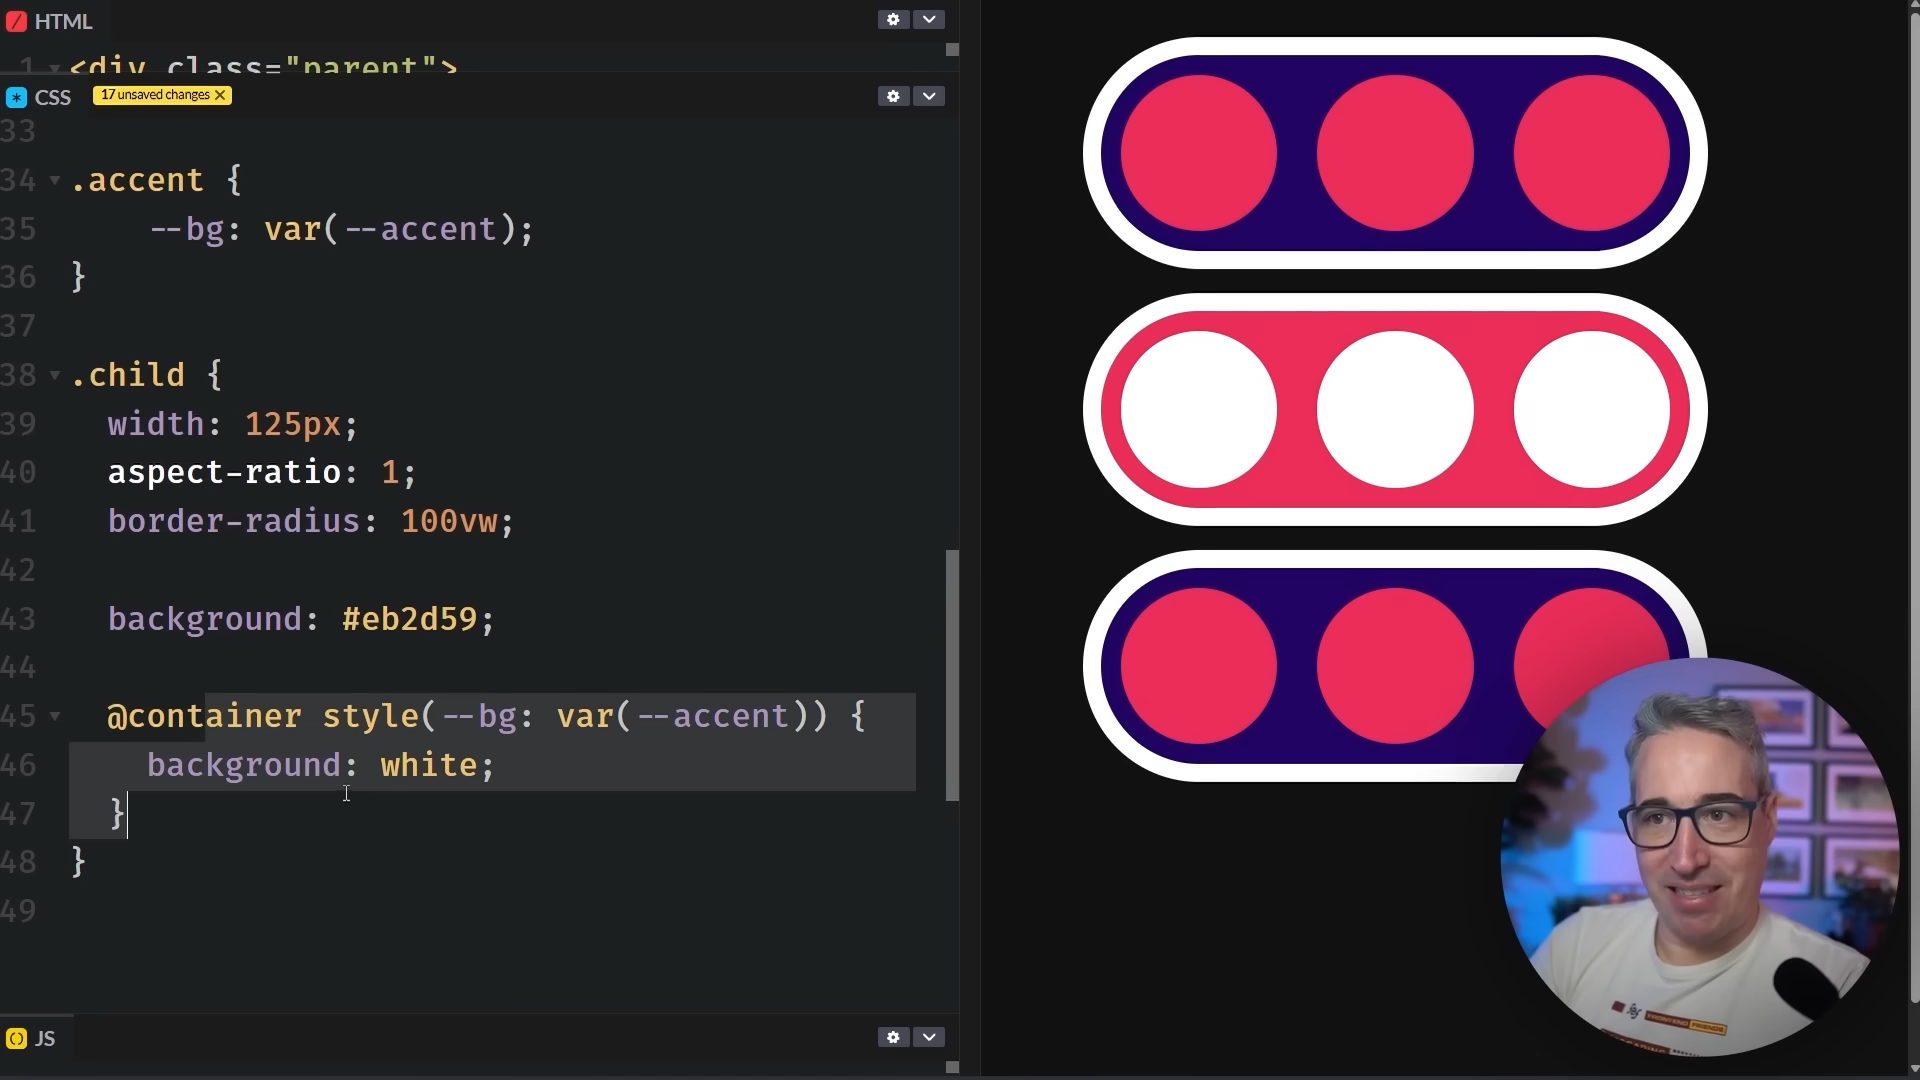 HTML
1 <div class="parent">
CSS 17 unsaved changes ×
33
34 .accent {
35 --bg: var(--accent);
36 }
37
38 .child {
39 width: 125px;
40 aspect-ratio: 1;
41 border-radius: 100vw;
42
43 background: #eb2d59;
44
45 @container style(--bg: var(--accent)) {
46 background: white;
47 }
48 }
49
JS
FRONTEND
FRIENDS